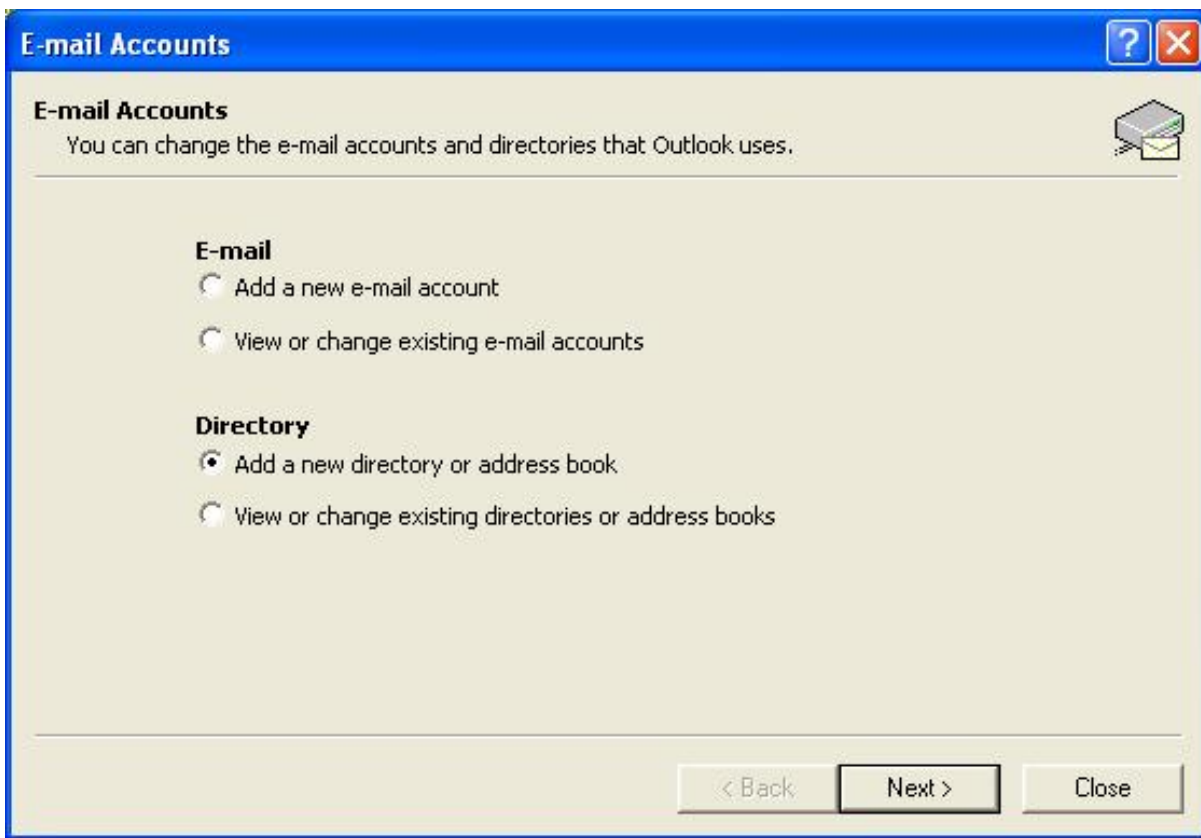 E-mail Accounts
E-mail Accounts
You can change the e-mail accounts and directories that Outlook uses.
E-mail
Add a new e-mail account
View or change existing e-mail accounts
Directory
Add a new directory or address book
View or change existing directories or address books
< Back Next > Close